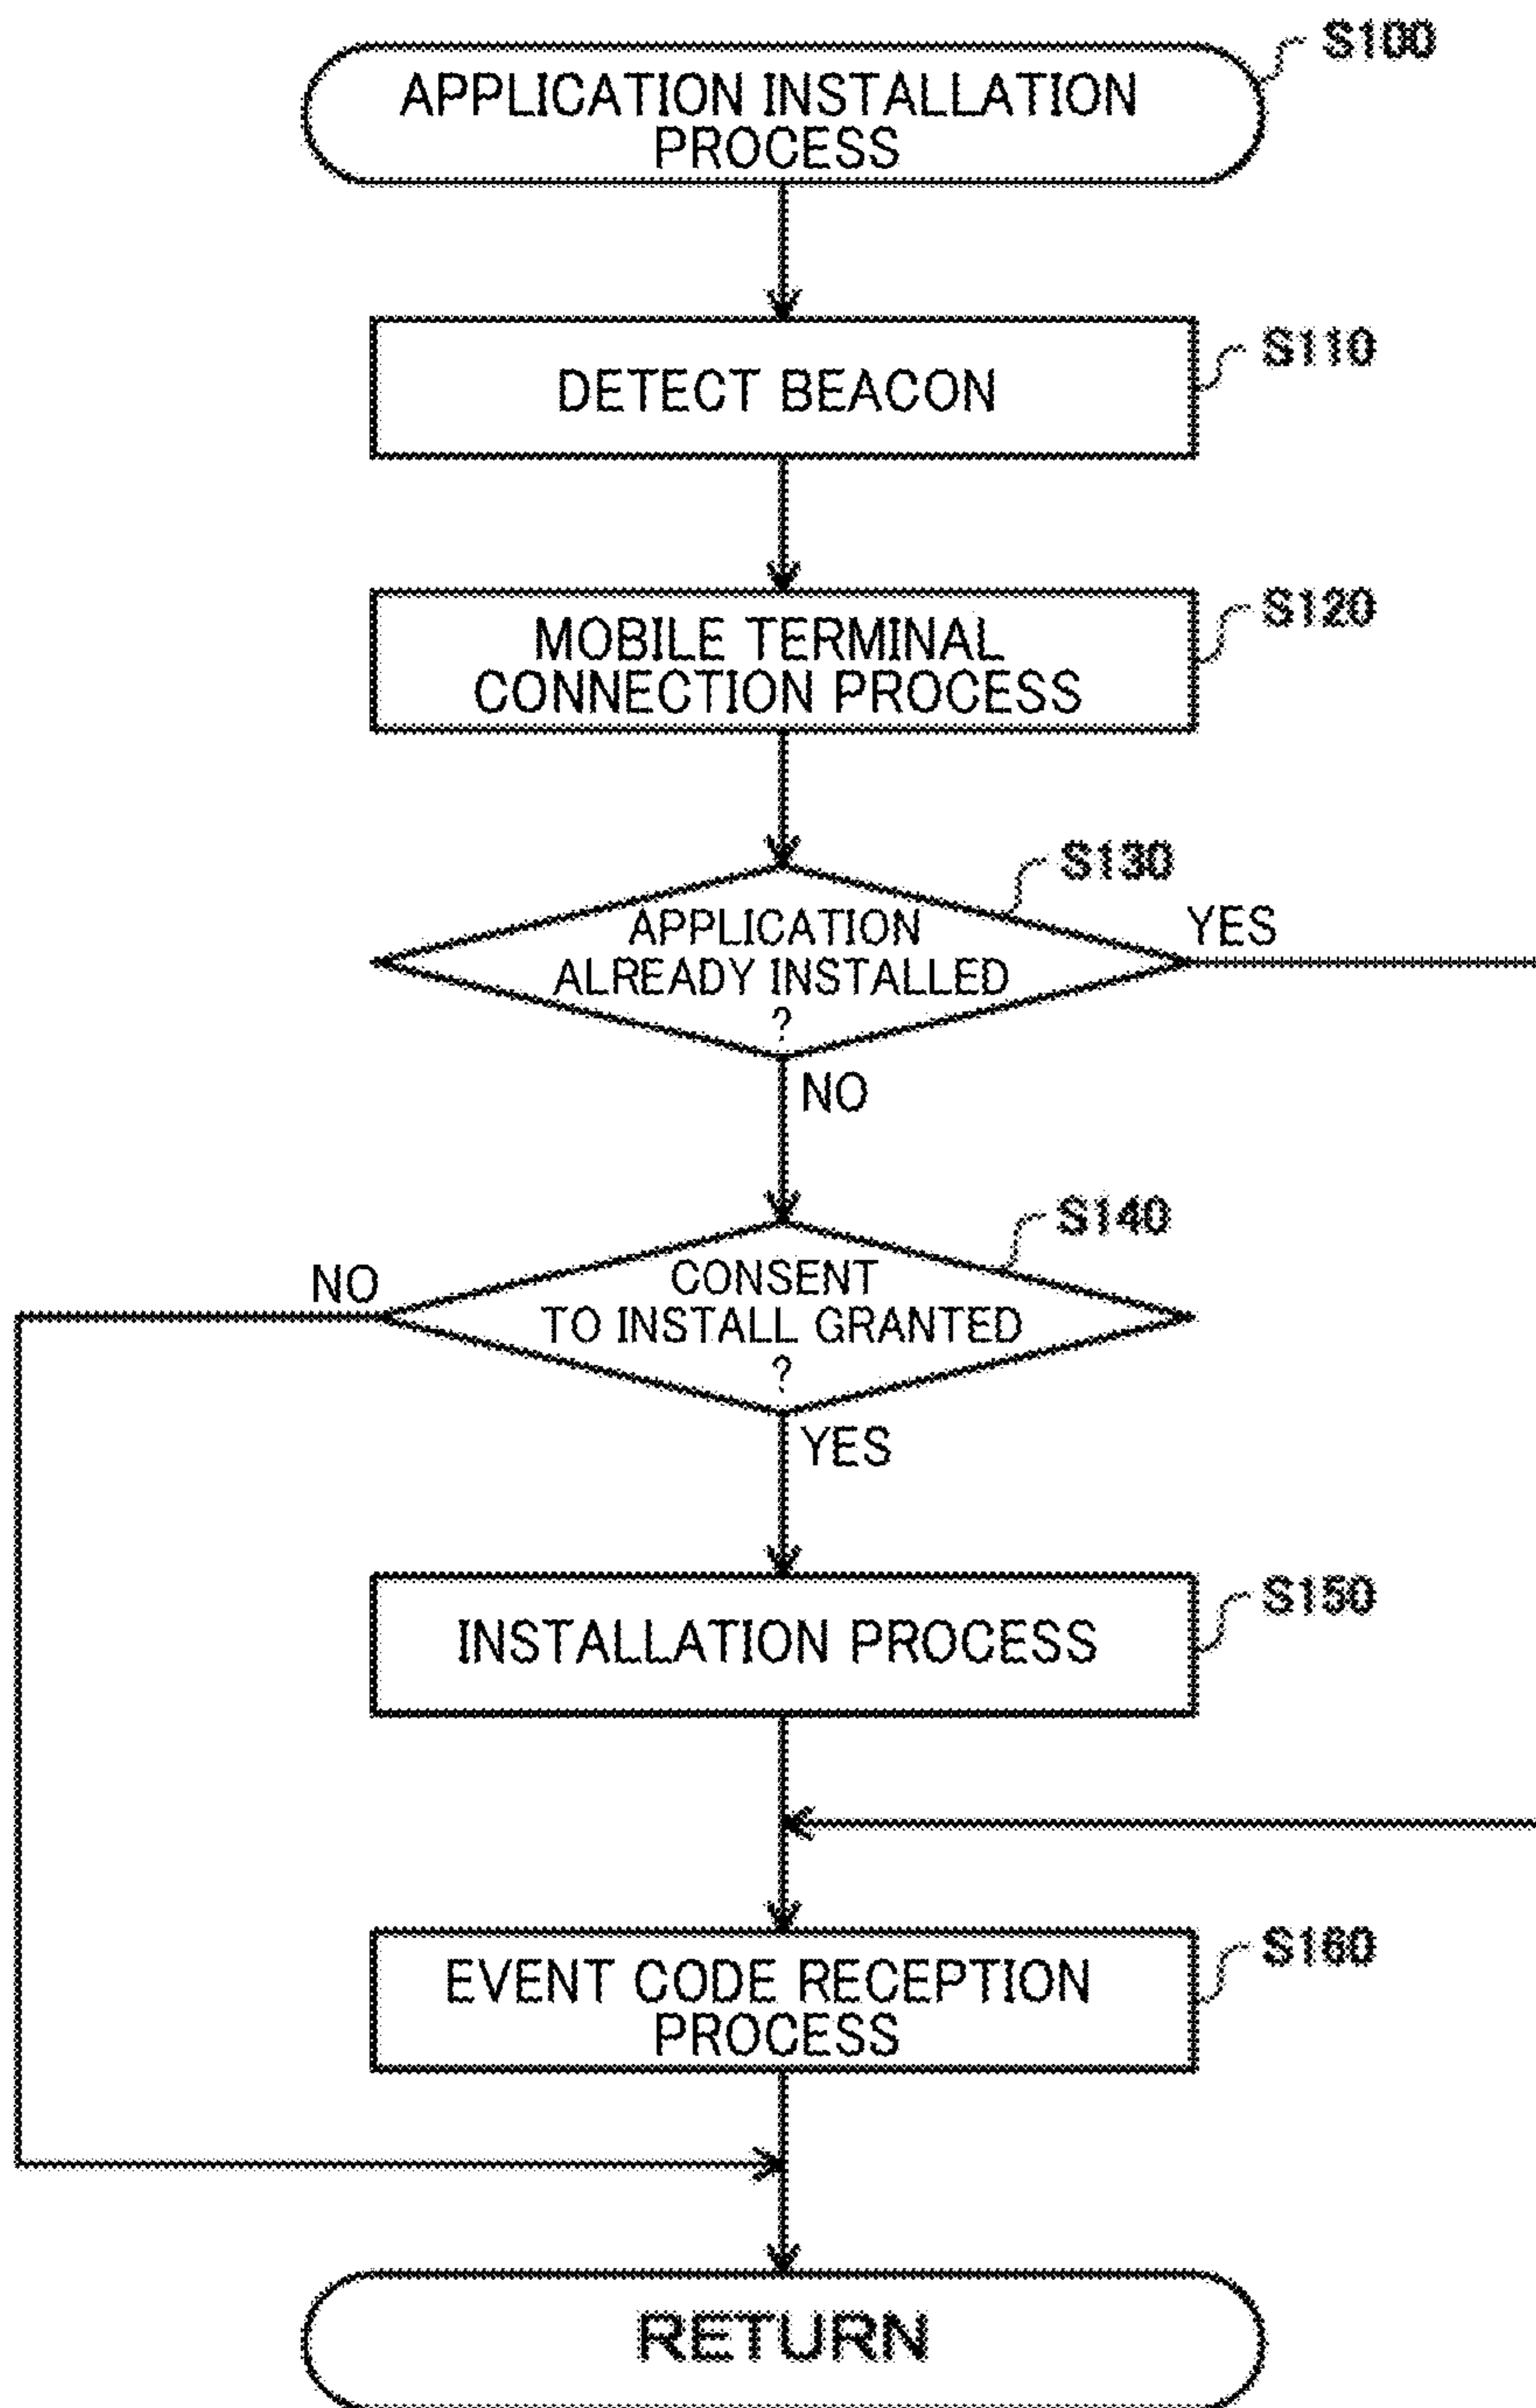 S100
APPLICATION INSTALLATION
PROCESS
S110
DETECT BEACON
S120
MOBILE TERMINAL
CONNECTION PROCESS
S130
APPLICATION
ALREADY INSTALLED
?
YES
NO
S140
CONSENT
TO INSTALL GRANTED
?
NO
YES
S150
INSTALLATION PROCESS
S160
EVENT CODE RECEPTION
PROCESS
RETURN